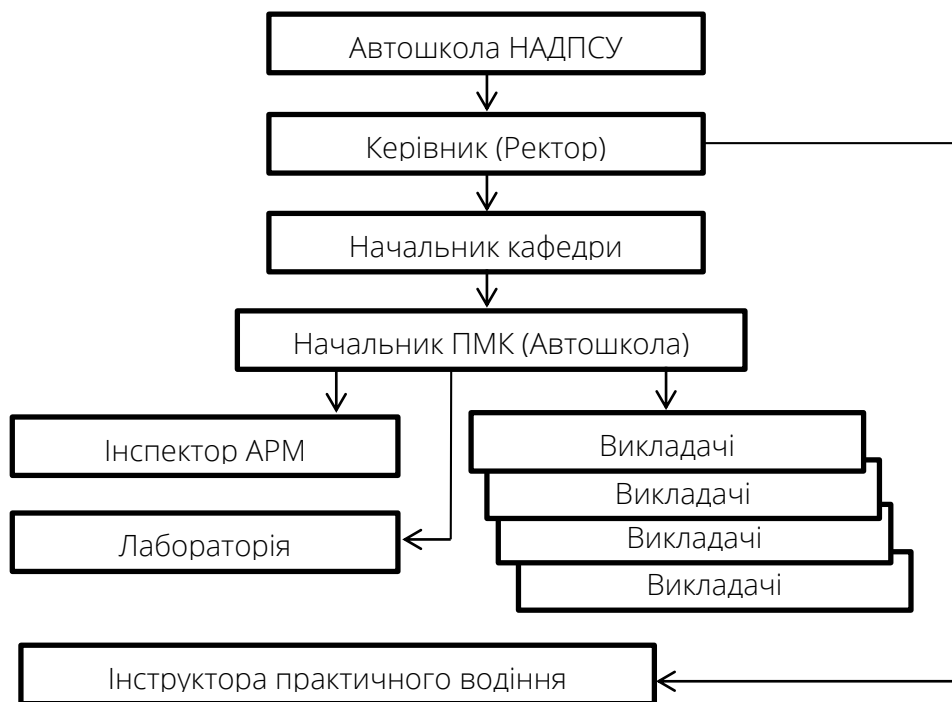 Автошкола НАДПСУ
Керівник (Ректор)
Начальник кафедри
Начальник ПМК (Автошкола)
Інспектор АРМ
Лабораторія
Викладачі
Викладачі
Викладачі
Викладачі
Інструктора практичного водіння